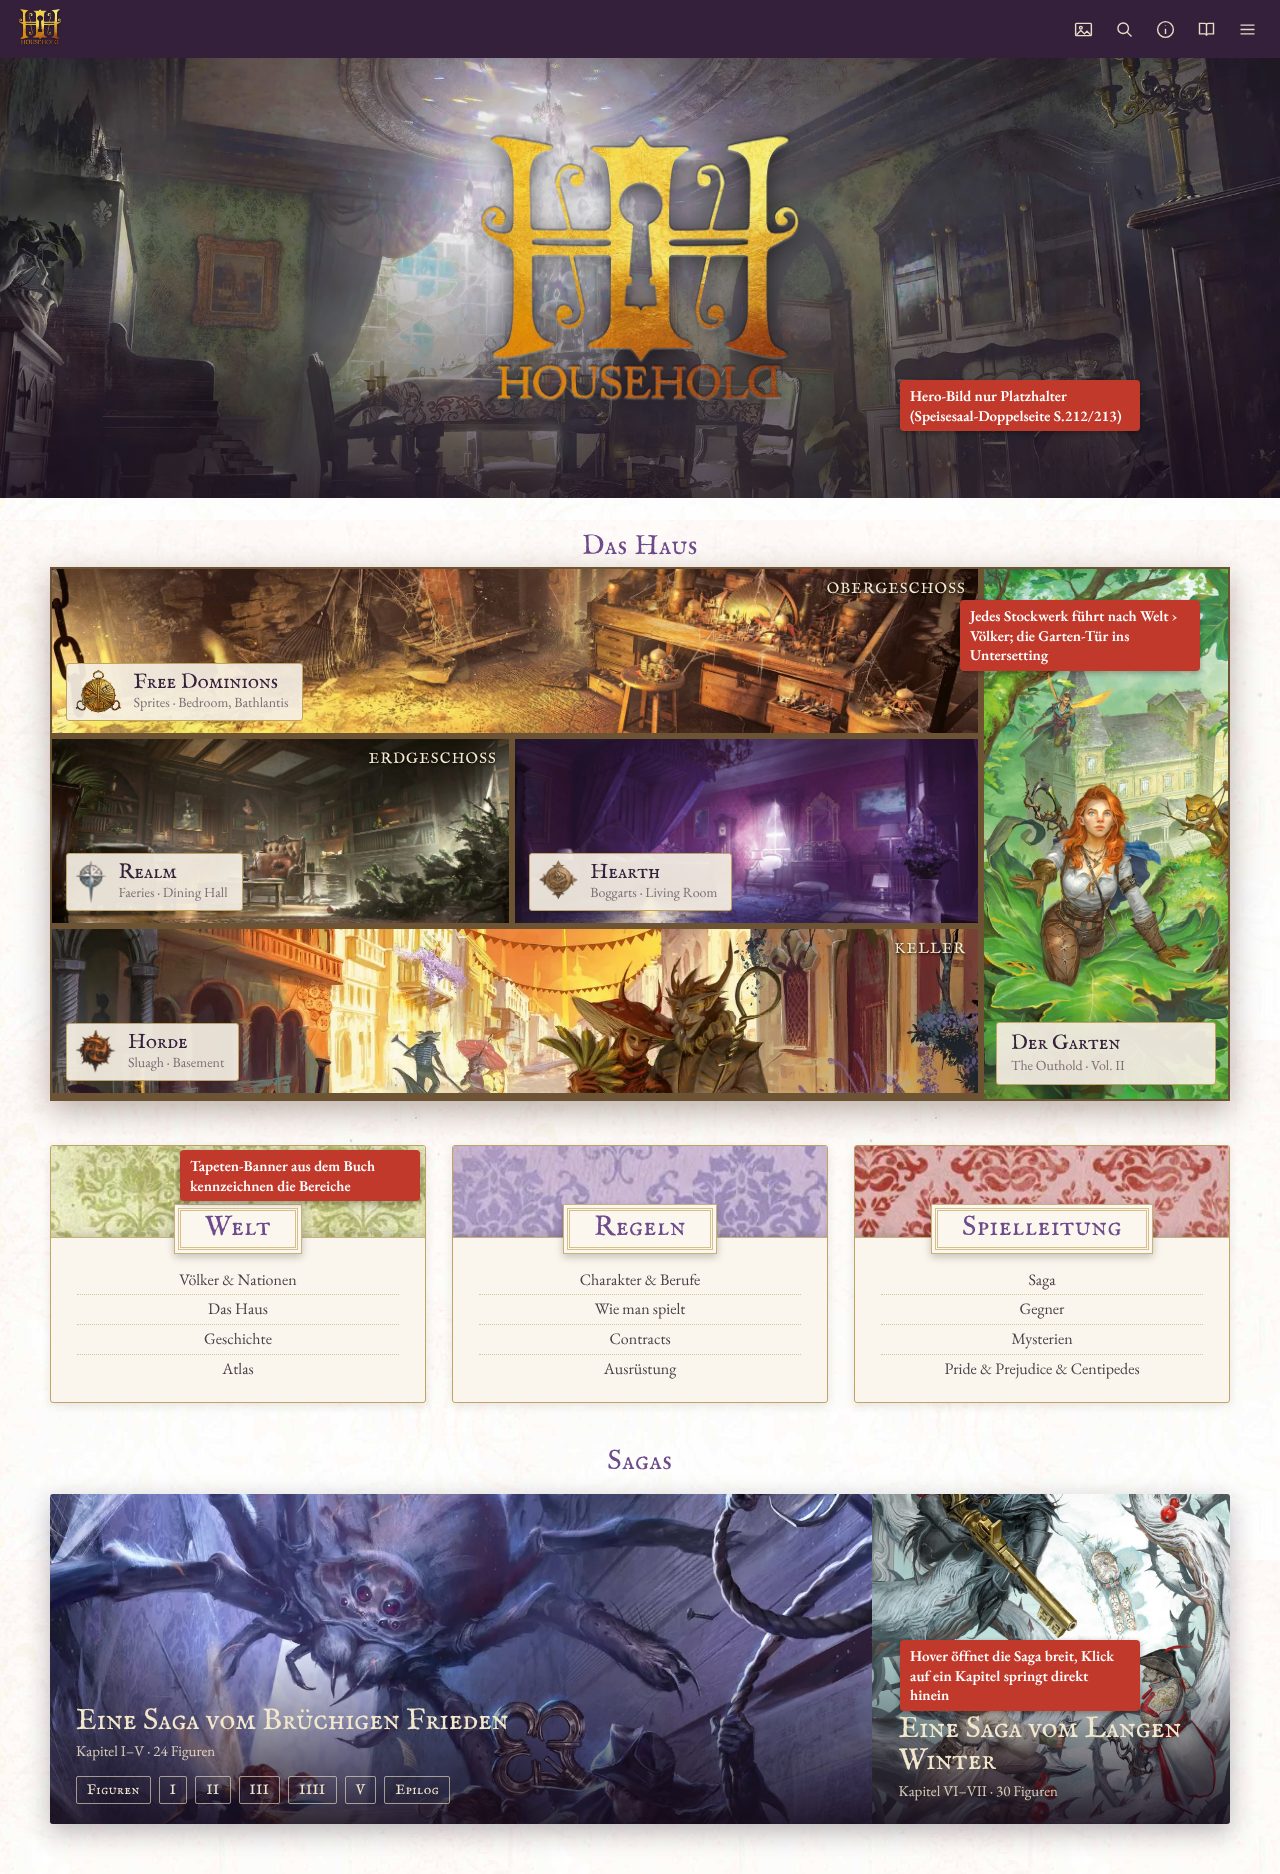 HOUSEHOLD
HOUSEHOLD
Hero-Bild nur Platzhalter
(Speisesaal-Doppelseite S.212/213)
Das Haus
OBERGESCHOSS
Jedes Stockwerk führt nach Welt ›
Völker; die Garten-Tür ins
Untersetting
Free Dominions
Sprites · Bedroom, Bathlantis
ERDGESCHOSS
Realm
Faeries · Dining Hall
Hearth
Boggarts · Living Room
KELLER
Horde
Sluagh · Basement
Der Garten
The Outhold · Vol. II
Tapeten-Banner aus dem Buch
kennzeichnen die Bereiche
Welt
Völker & Nationen
Das Haus
Geschichte
Atlas
Regeln
Charakter & Berufe
Wie man spielt
Contracts
Ausrüstung
Spielleitung
Saga
Gegner
Mysterien
Pride & Prejudice & Centipedes
Sagas
Eine Saga vom Brüchigen Frieden
Kapitel I–V · 24 Figuren
Figuren I II III IIII V Epilog
Hover öffnet die Saga breit, Klick
auf ein Kapitel springt direkt
hinein
Eine Saga vom Langen
Winter
Kapitel VI–VII · 30 Figuren